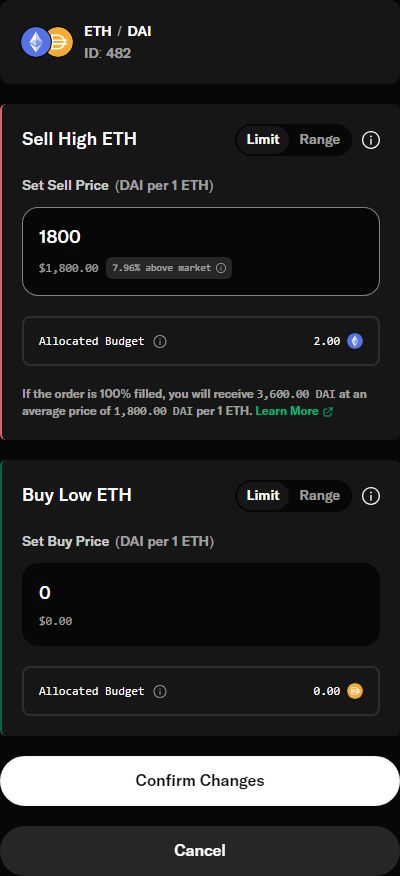 ETH / DAI
ID: 482
Sell High ETH
Limit Range
Set Sell Price (DAI per 1 ETH)
1800
$1,800.00 7.96% above market
Allocated Budget 2.00
If the order is 100% filled, you will receive 3,600.00 DAI at an
average price of 1,800.00 DAI per 1 ETH. Learn More
Buy Low ETH
Limit Range
Set Buy Price (DAI per 1 ETH)
0
$0.00
Allocated Budget 0.00
Confirm Changes
Cancel